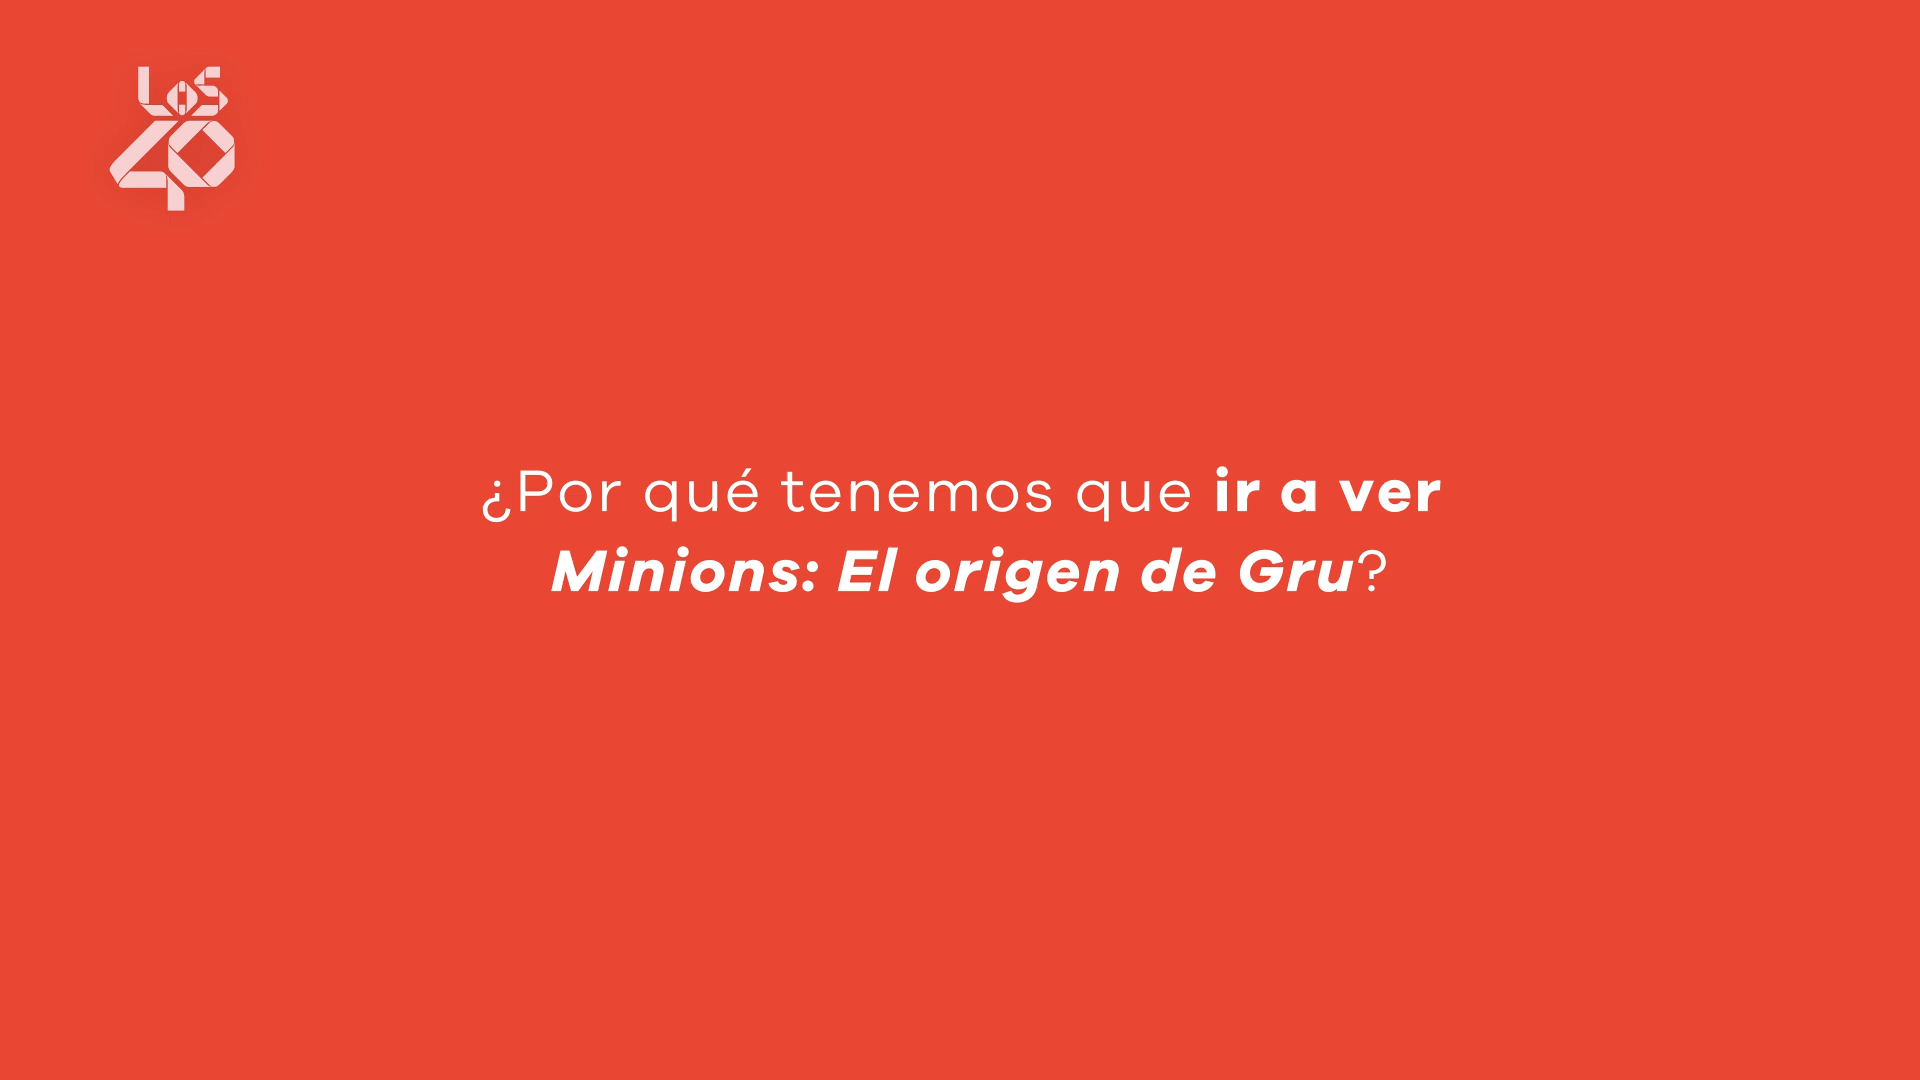 LOS
40
¿Por qué tenemos que ir a ver
Minions: El origen de Gru?